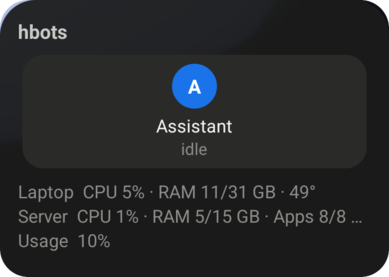 hbots
A
Assistant
idle
Laptop CPU 5% · RAM 11/31 GB · 49°
Server CPU 1% · RAM 5/15 GB · Apps 8/8 ...
Usage 10%